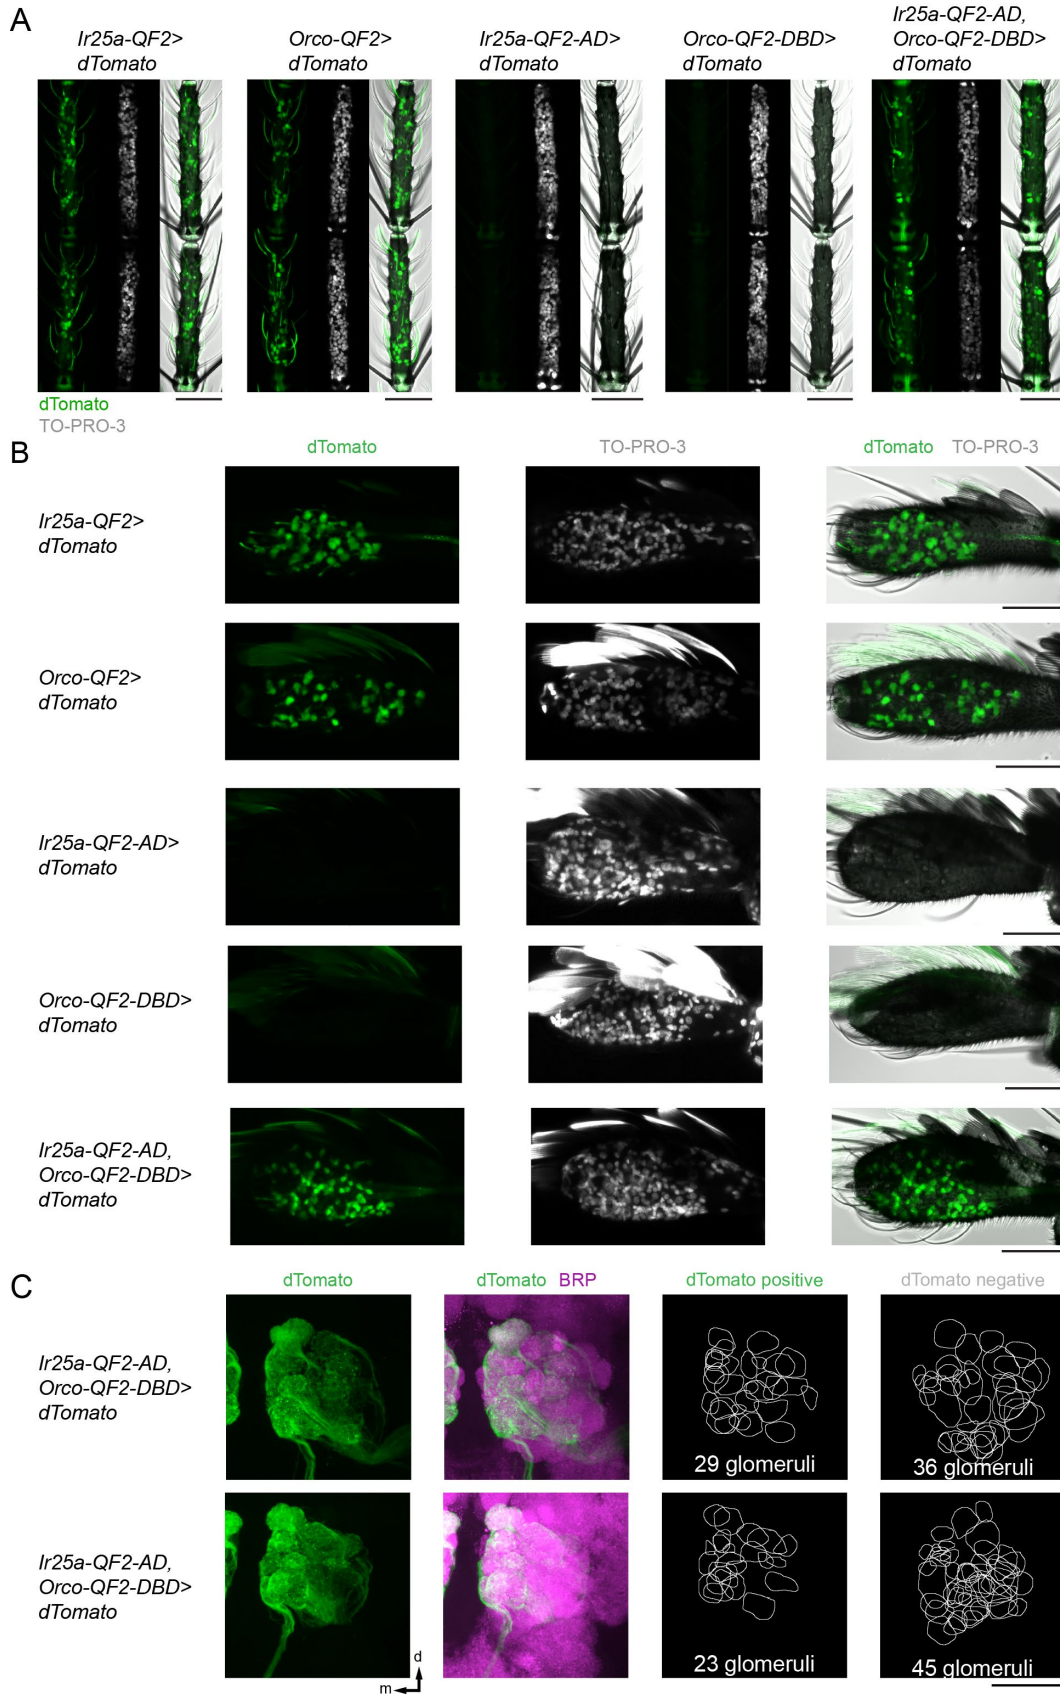 A
Ir25a-QF2>
dTomato
Orco-QF2>
dTomato
Ir25a-QF2-AD>
dTomato
Orco-QF2-DBD>
dTomato
Ir25a-QF2-AD,
Orco-QF2-DBD>
dTomato
dTomato
TO-PRO-3
B
dTomato
TO-PRO-3
dTomato TO-PRO-3
Ir25a-QF2>
dTomato
Orco-QF2>
dTomato
Ir25a-QF2-AD>
dTomato
Orco-QF2-DBD>
dTomato
Ir25a-QF2-AD,
Orco-QF2-DBD>
dTomato
C
dTomato
dTomato BRP
dTomato positive
dTomato negative
Ir25a-QF2-AD,
Orco-QF2-DBD>
dTomato
29 glomeruli
36 glomeruli
Ir25a-QF2-AD,
Orco-QF2-DBD>
dTomato
d
m
23 glomeruli
45 glomeruli